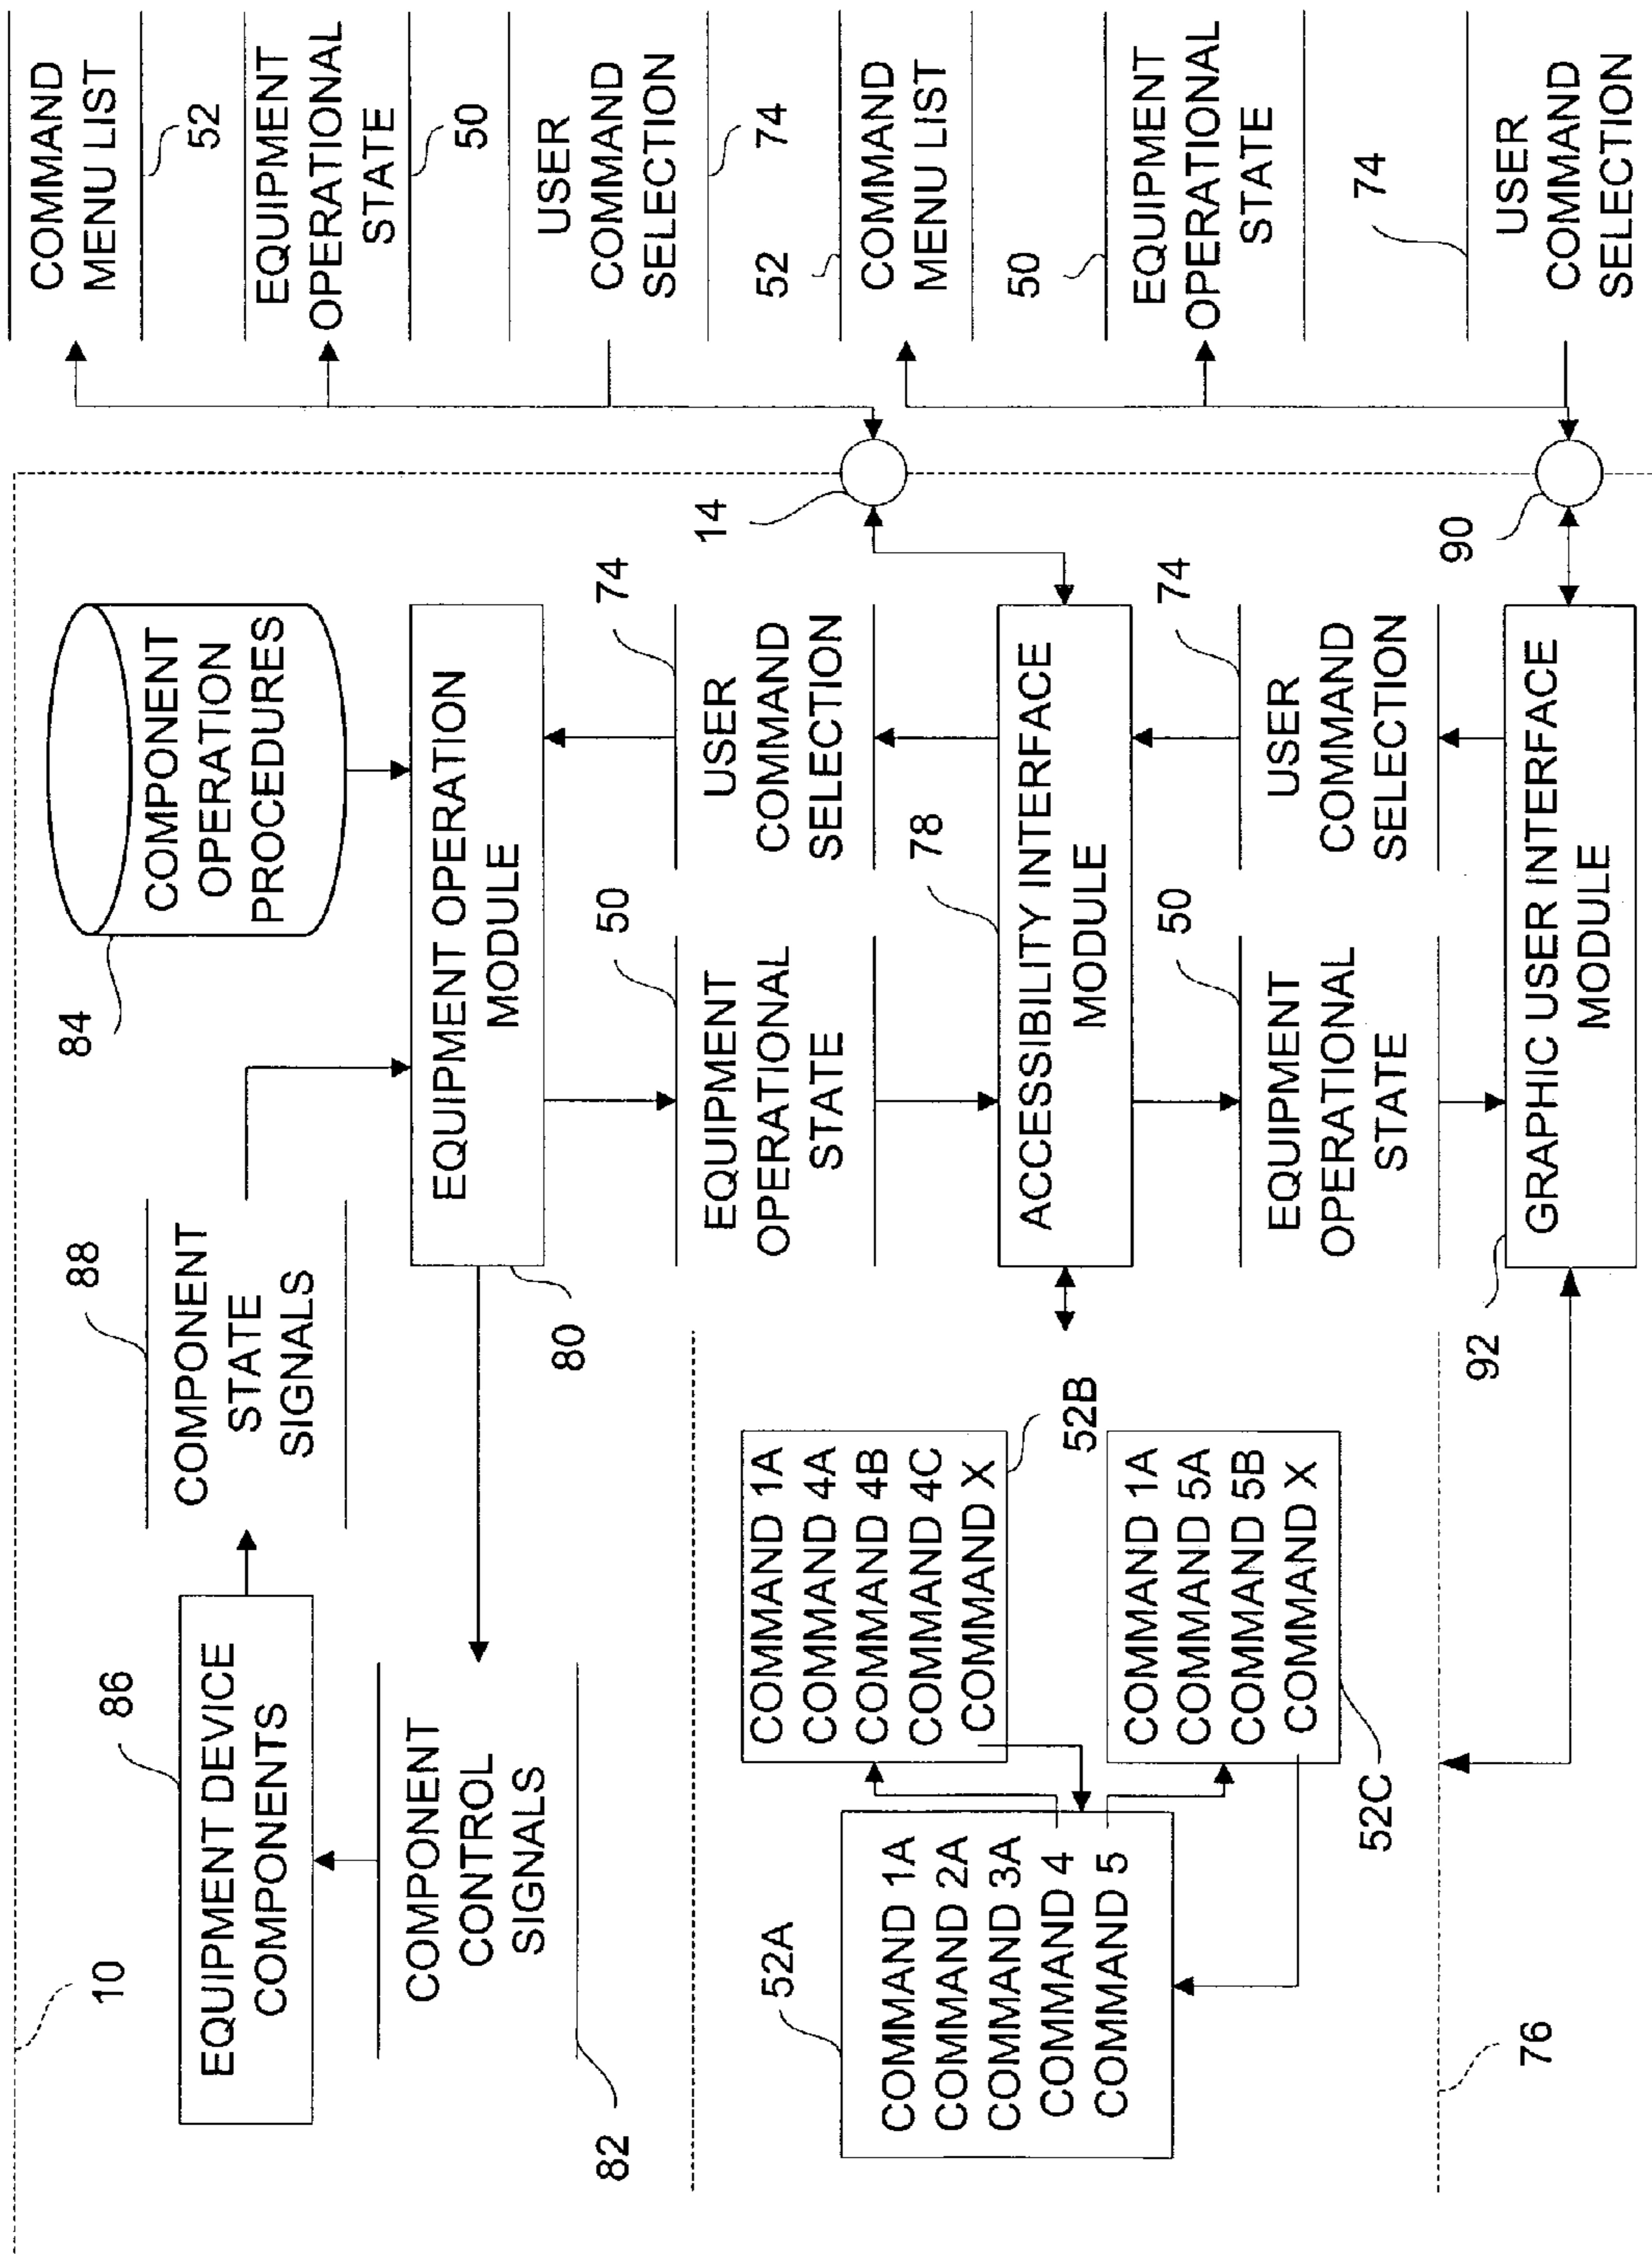 10
86
EQUIPMENT DEVICE
COMPONENTS
88
COMPONENT
STATE
SIGNALS
84
COMPONENT
OPERATION
PROCEDURES
COMMAND
MENU LIST
52
EQUIPMENT
OPERATIONAL
STATE
50
USER
COMMAND
SELECTION
74
COMPONENT
CONTROL
SIGNALS
82
EQUIPMENT OPERATION
MODULE
80
50
EQUIPMENT
OPERATIONAL
STATE
74
USER
COMMAND
SELECTION
14
52A
COMMAND 1A
COMMAND 2A
COMMAND 3A
COMMAND 4
COMMAND 5
COMMAND 1A
COMMAND 4A
COMMAND 4B
COMMAND 4C
COMMAND X
52B
COMMAND 1A
COMMAND 5A
COMMAND 5B
COMMAND X
52C
78
ACCESSIBILITY INTERFACE
MODULE
52
COMMAND
MENU LIST
50
EQUIPMENT
OPERATIONAL
STATE
74
USER
COMMAND
SELECTION
50
EQUIPMENT
OPERATIONAL
STATE
74
USER
COMMAND
SELECTION
90
76
92
GRAPHIC USER INTERFACE
MODULE